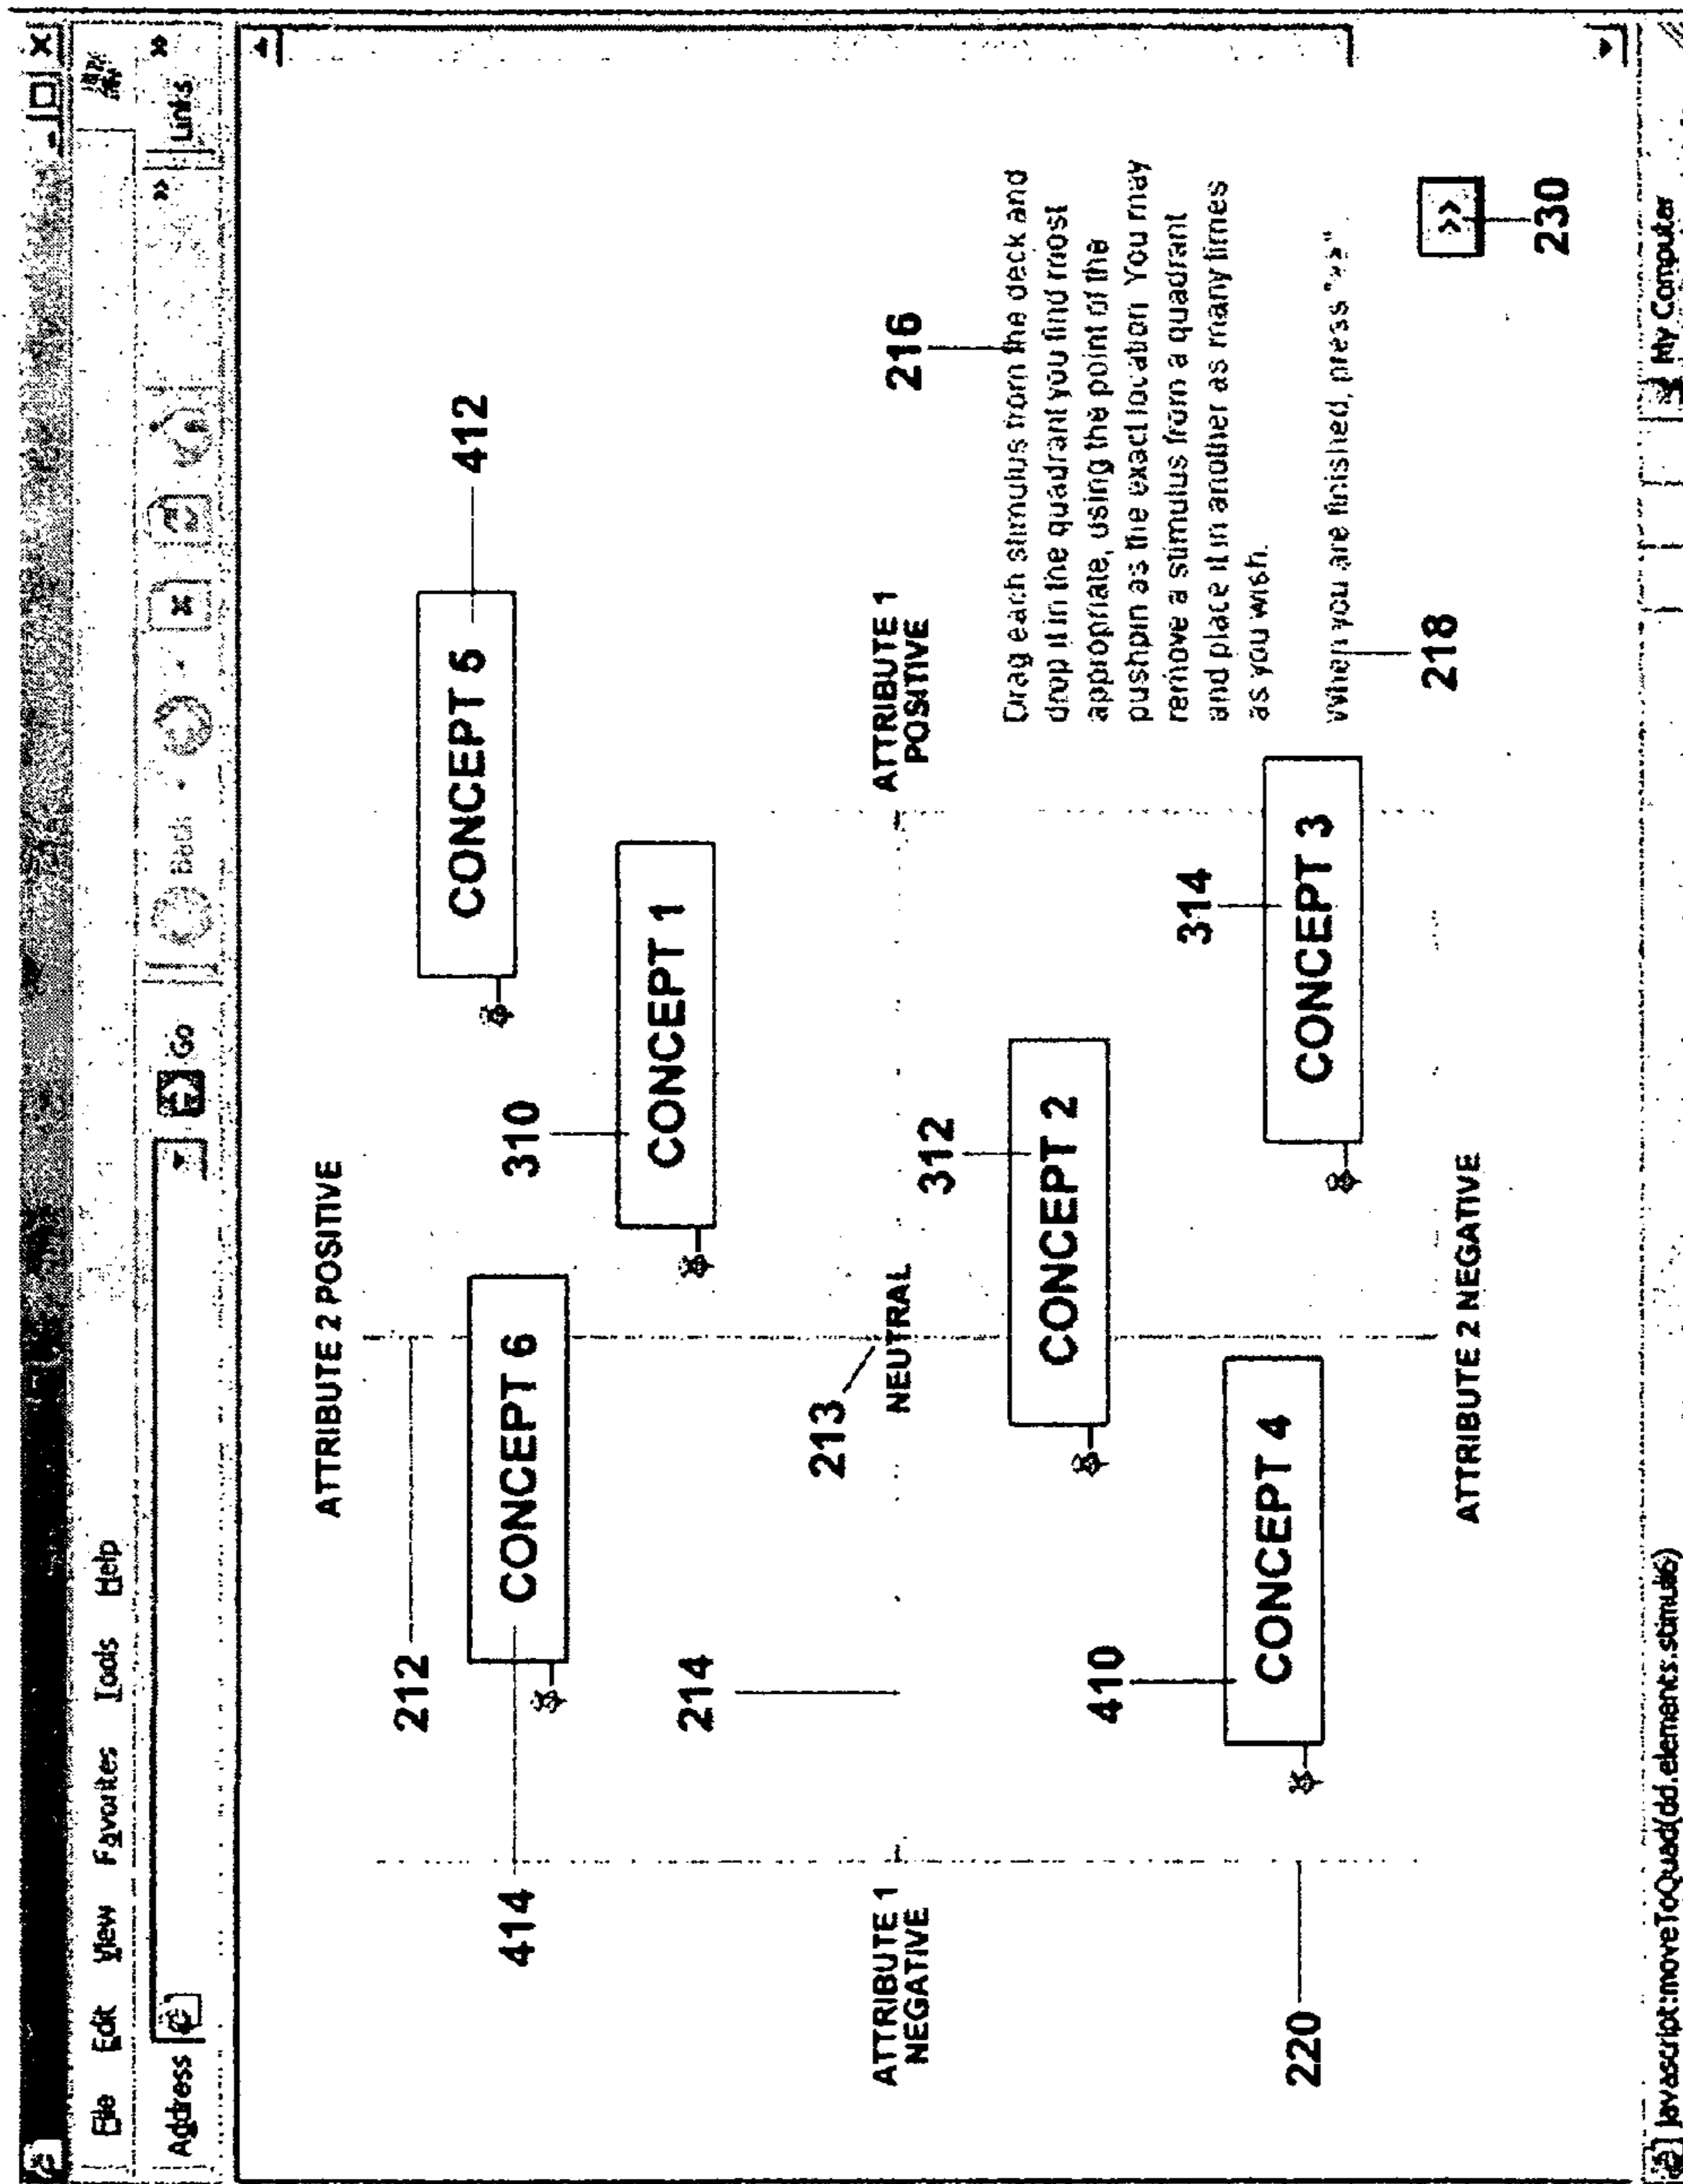 File Edit View Favorites Tools Help
Address
Go
Back
Links »
ATTRIBUTE 2 POSITIVE
212
414
CONCEPT 6
310
CONCEPT 1
CONCEPT 5
412
214
213
NEUTRAL
ATTRIBUTE 1
NEGATIVE
ATTRIBUTE 1
POSITIVE
216
Drag each stimulus from the deck and
drop it in the quadrant you find most
appropriate, using the point of the
pushpin as the exact location. You may
remove a stimulus from a quadrant
and place it in another as many times
as you wish.
When you are finished, press ">>"
218
312
CONCEPT 2
314
CONCEPT 3
410
CONCEPT 4
220
ATTRIBUTE 2 NEGATIVE
>>
230
javascript:moveToQuad(dd.elements.stimuli6)
My Computer